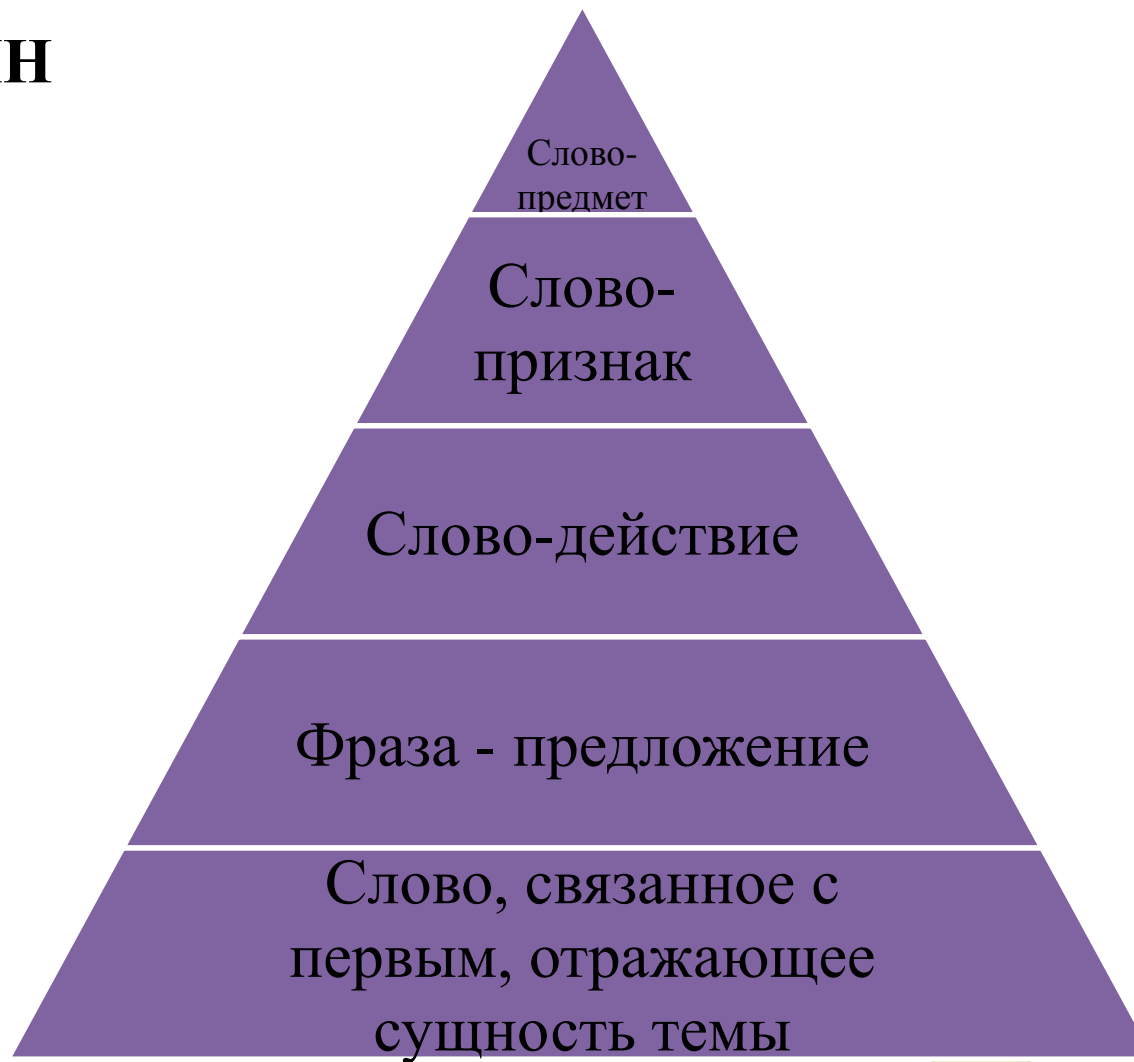 Слово-
предмет
Слово-
признак
Слово-действие
Фраза - предложение
Слово, связанное с
первым, отражающее
сущность темы